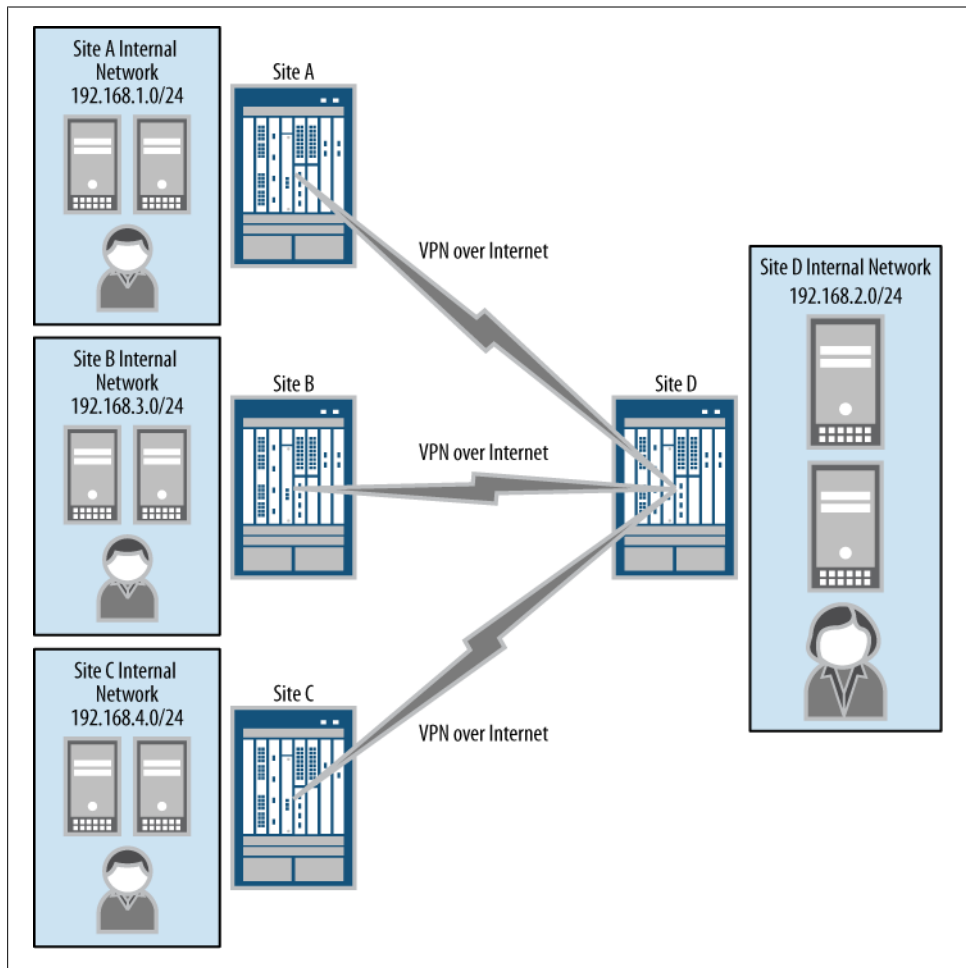 Site A Internal
Network
192.168.1.0/24
Site A
VPN over Internet
Site B Internal
Network
192.168.3.0/24
Site B
VPN over Internet
Site C Internal
Network
192.168.4.0/24
Site C
VPN over Internet
Site D
Site D Internal Network
192.168.2.0/24